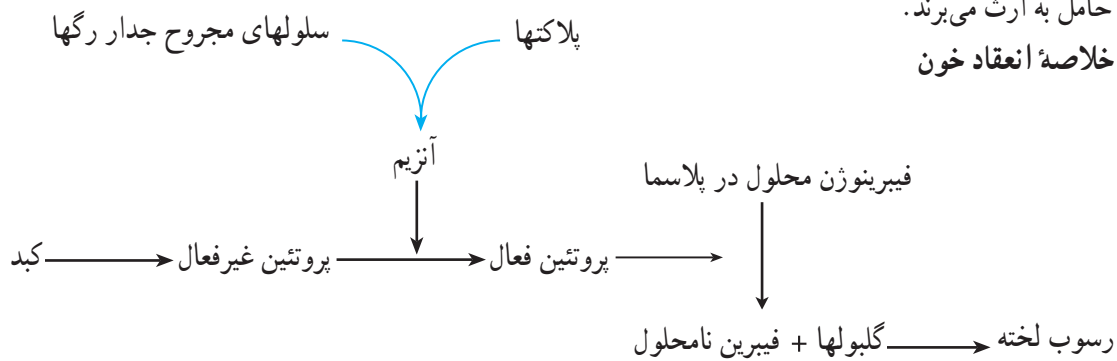 حامل به ارث می‌برند.
خلاصهٔ انعقاد خون
پلاکتها
سلولهای مجروح جدار رگها
آنزیم
فیبرینوژن محلول در پلاسما
کبد
پروتئین غیرفعال
پروتئین فعال
گلبولها + فیبرین نامحلول
رسوب لخته